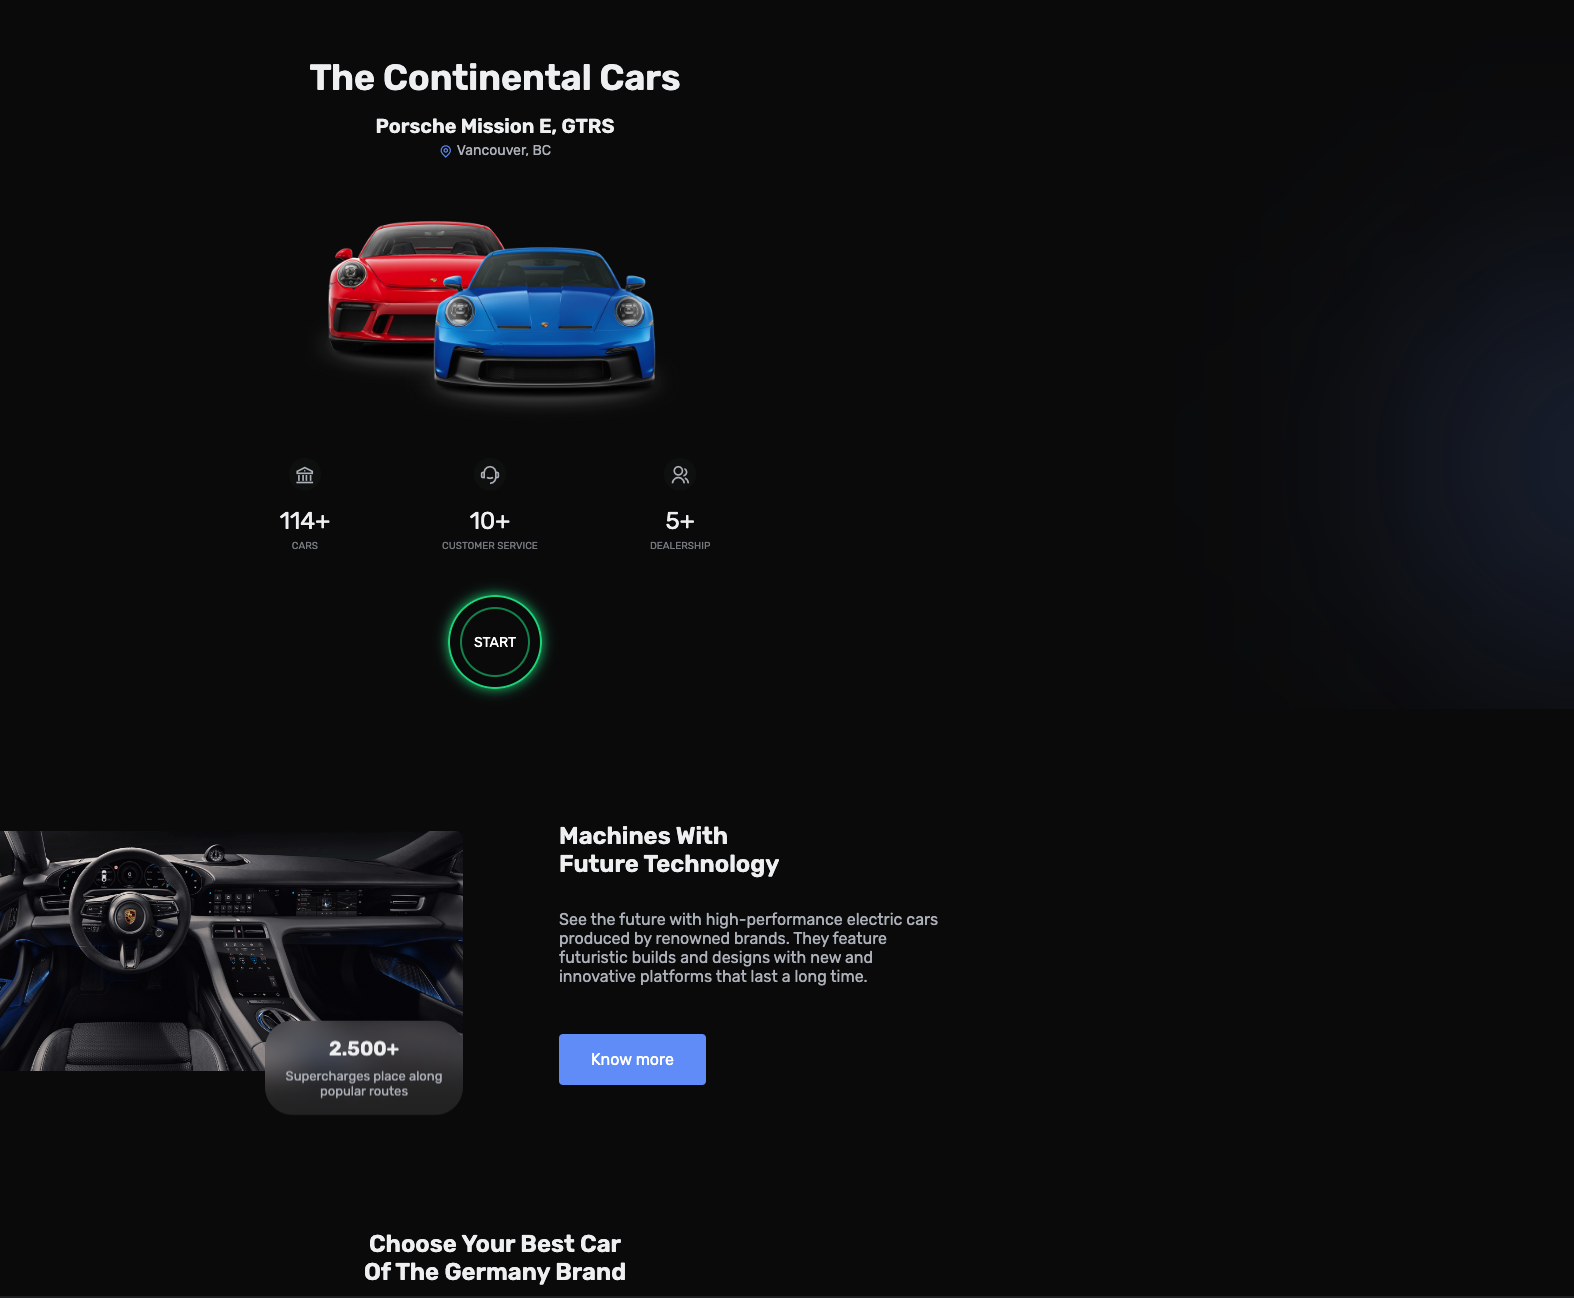 The Continental Cars
Porsche Mission E, GTRS
Vancouver, BC
114+
CARS
10+
CUSTOMER SERVICE
5+
DEALERSHIP
START
Machines With
Future Technology
See the future with high-performance electric cars
produced by renowned brands. They feature
futuristic builds and designs with new and
innovative platforms that last a long time.
Know more
2.500+
Supercharges place along
popular routes
Choose Your Best Car
Of The Germany Brand